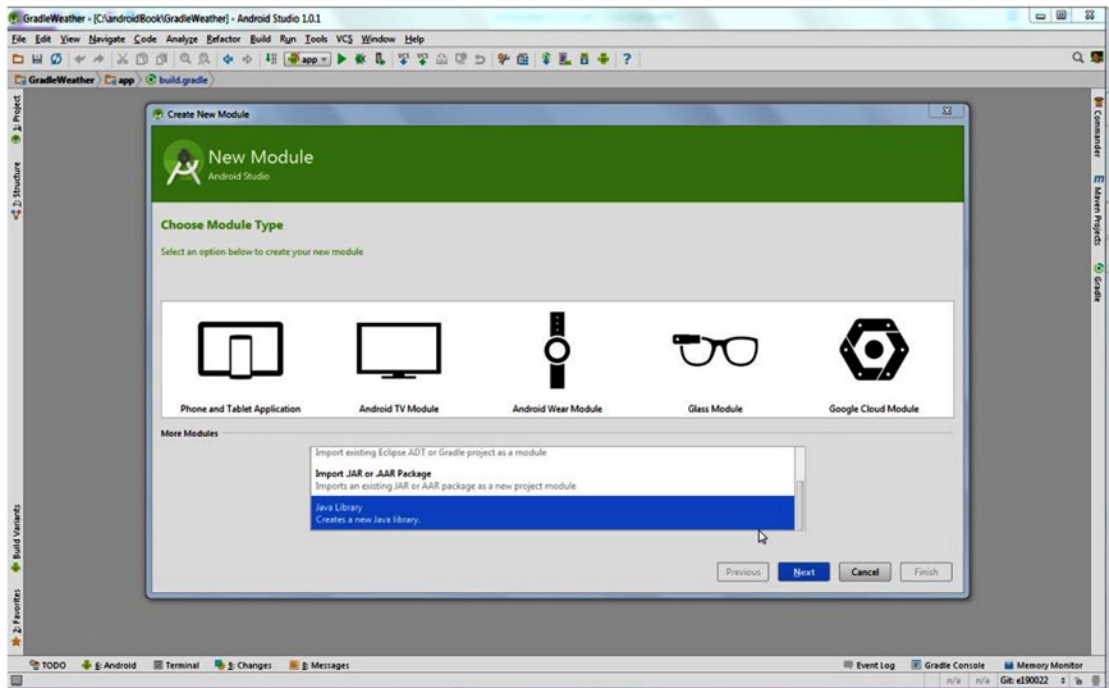 GradleWeather - [C:\androidBook\GradleWeather] - Android Studio 1.0.1
File Edit View Navigate Code Analyze Refactor Build Run Tools VCS Window Help
app
GradleWeather app build.gradle
1: Project
2: Structure
Build Variants
2: Favorites
Commander
Maven Projects
Gradle
Create New Module
New Module
Android Studio
Choose Module Type
Select an option below to create your new module
Phone and Tablet Application Android TV Module Android Wear Module Glass Module Google Cloud Module
More Modules
Import existing Eclipse ADT or Gradle project as a module
Import .JAR or .AAR Package
Imports an existing JAR or AAR package as a new project module
Java Library
Creates a new Java library.
Previous Next Cancel Finish
TODO 6: Android Terminal 9: Changes 0: Messages Event Log Gradle Console Memory Monitor
n/a n/a Git: e190022